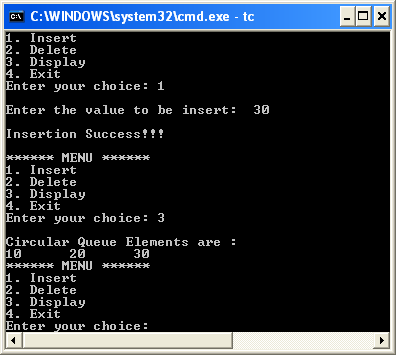 C:\WINDOWS\system32\cmd.exe - tc
1. Insert
2. Delete
3. Display
4. Exit
Enter your choice: 1
Enter the value to be insert:  30
Insertion Success!!!
****** MENU ******
1. Insert
2. Delete
3. Display
4. Exit
Enter your choice: 3
Circular Queue Elements are :
10      20      30
****** MENU ******
1. Insert
2. Delete
3. Display
4. Exit
Enter your choice: